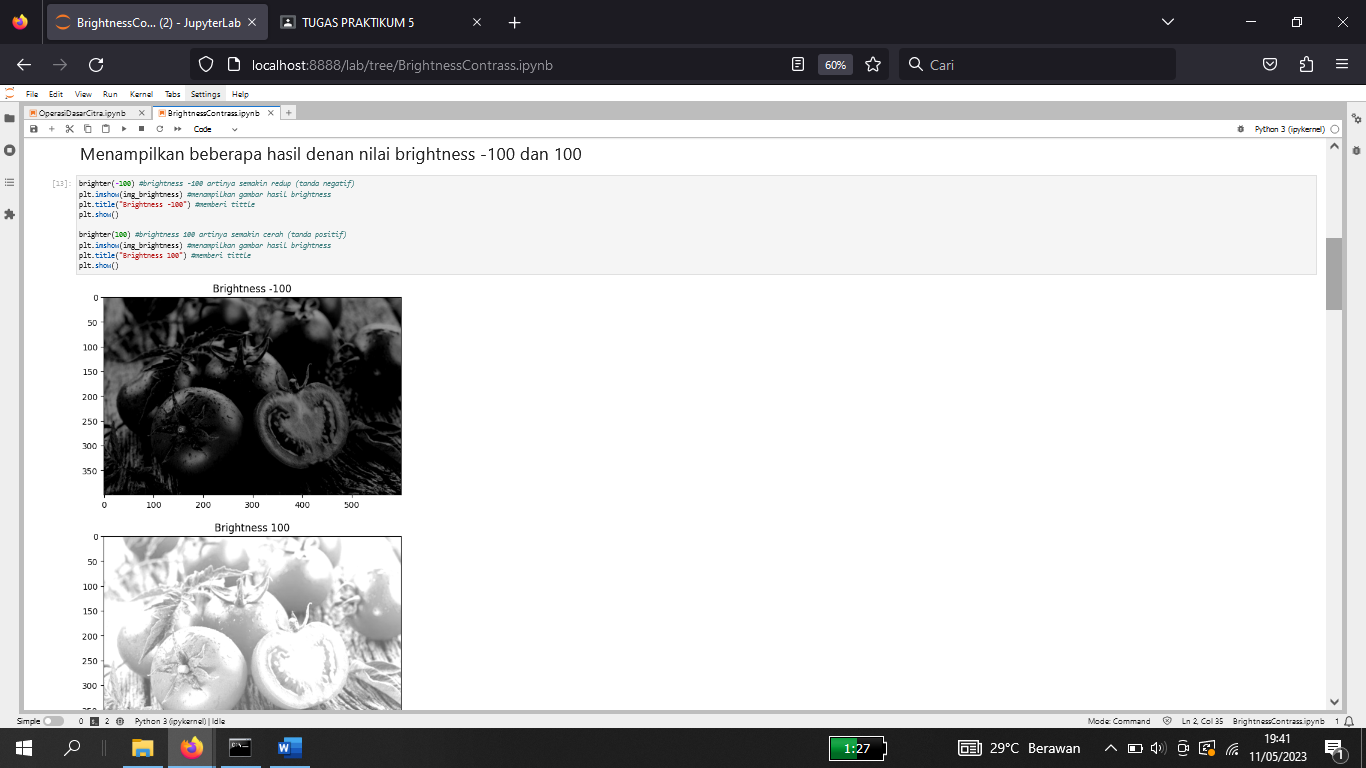 BrightnessCo... (2) - JupyterLab
TUGAS PRAKTIKUM 5
localhost:8888/lab/tree/BrightnessContrass.ipynb
60%
Cari
File Edit View Run Kernel Tabs Settings Help
OperasiDasarCitra.ipynb
BrightnessContrass.ipynb
Code
Python 3 (ipykernel)
Menampilkan beberapa hasil denan nilai brightness -100 dan 100
[13]:
brighter(-100) #brightness -100 artinya semakin redup (tanda negatif)
plt.imshow(img_brightness) #menampilkan gambar hasil brightness
plt.title("Brightness -100") #memberi tittle
plt.show()
brighter(100) #brightness 100 artinya semakin cerah (tanda positif)
plt.imshow(img_brightness) #menampilkan gambar hasil brightness
plt.title("Brightness 100") #memberi tittle
plt.show()
Brightness -100
0
50
100
150
200
250
300
350
0 100 200 300 400 500
Brightness 100
0
50
100
150
200
250
300
350
Simple 0 2 Python 3 (ipykernel) | Idle
Mode: Command Ln 2, Col 35 BrightnessContrass.ipynb 1
1:27
29°C Berawan
19:41
11/05/2023
1